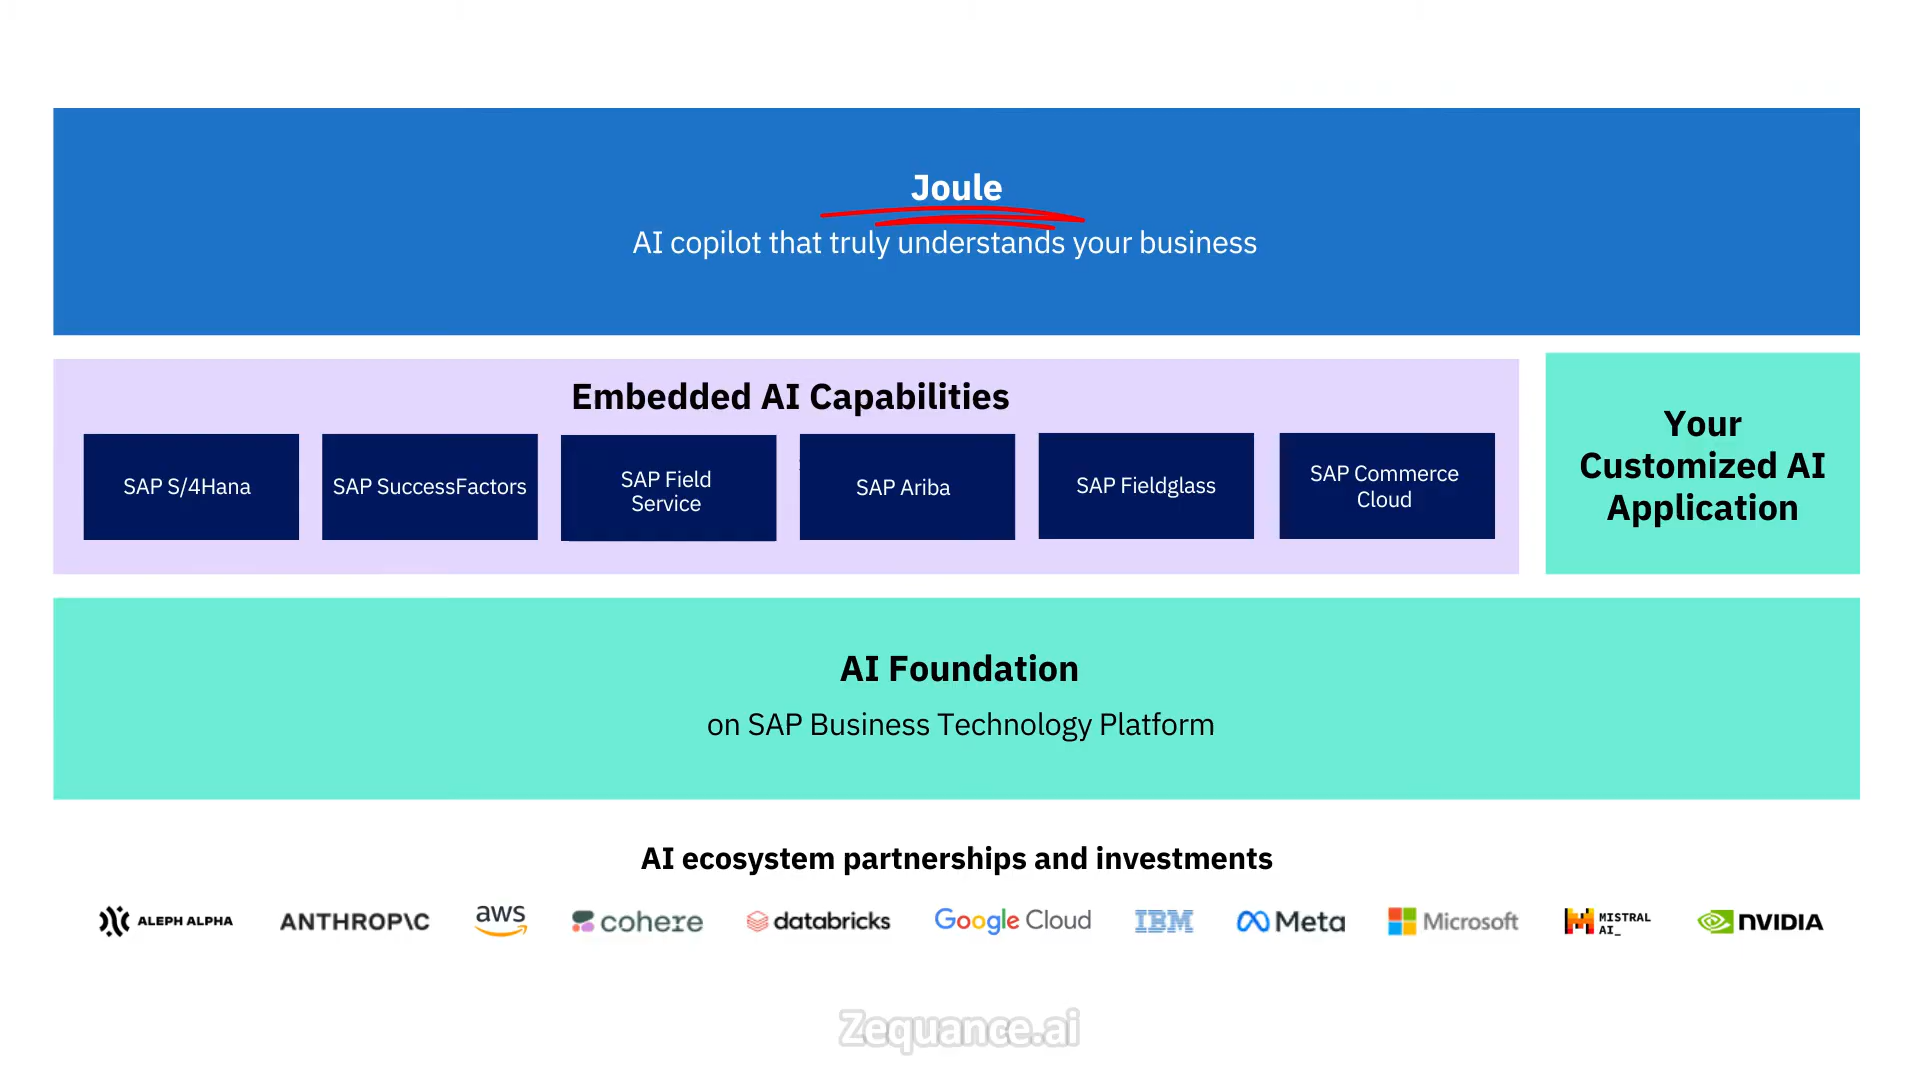 Joule
AI copilot that truly understands your business
Embedded AI Capabilities
SAP S/4Hana
SAP SuccessFactors
SAP Field
Service
SAP Ariba
SAP Fieldglass
SAP Commerce
Cloud
Your
Customized AI
Application
AI Foundation
on SAP Business Technology Platform
AI ecosystem partnerships and investments
ALEPH ALPHA
ANTHROP\C
aws
cohere
databricks
Google Cloud
IBM
Meta
Microsoft
MISTRAL
AI_
NVIDIA
Zequance.ai